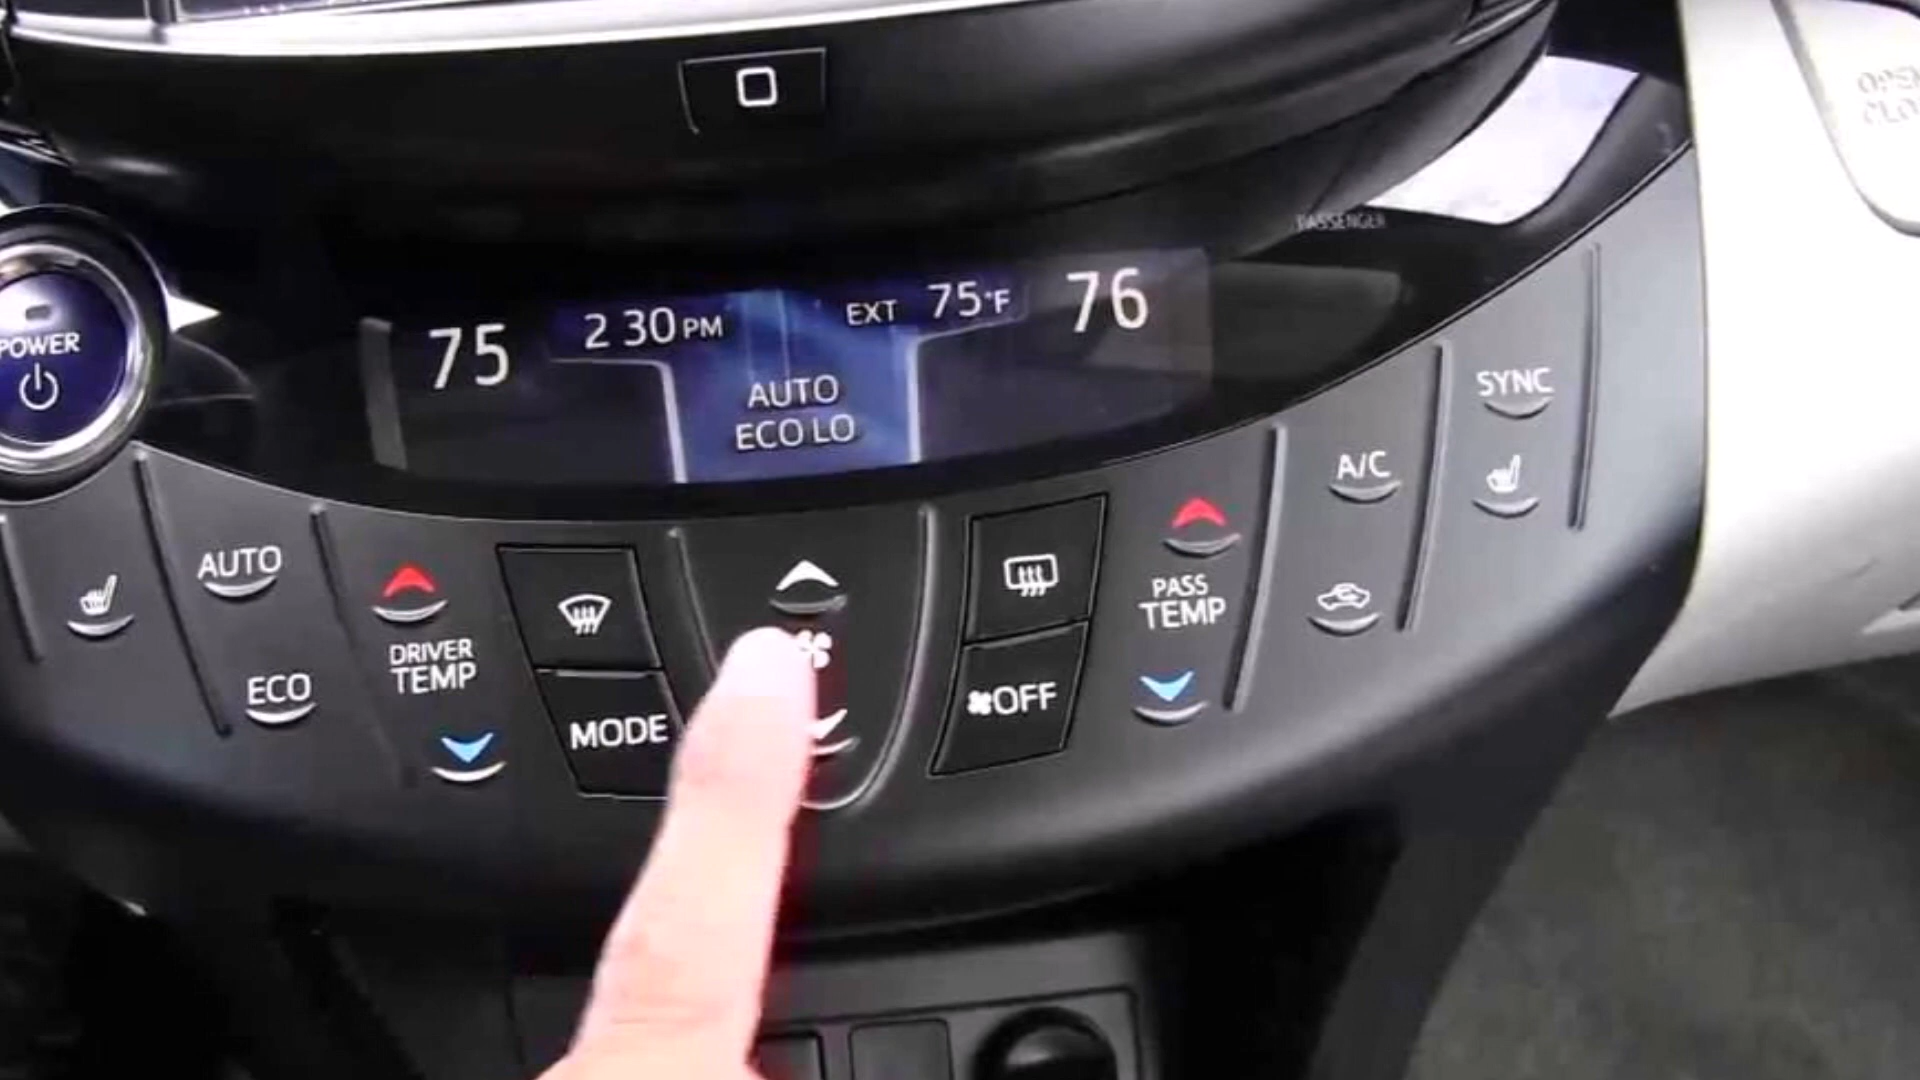 PASSENGER
75
2 30 PM
EXT 75°F
76
AUTO
ECO LO
POWER
SYNC
A/C
AUTO
ECO
DRIVER
TEMP
MODE
OFF
PASS
TEMP